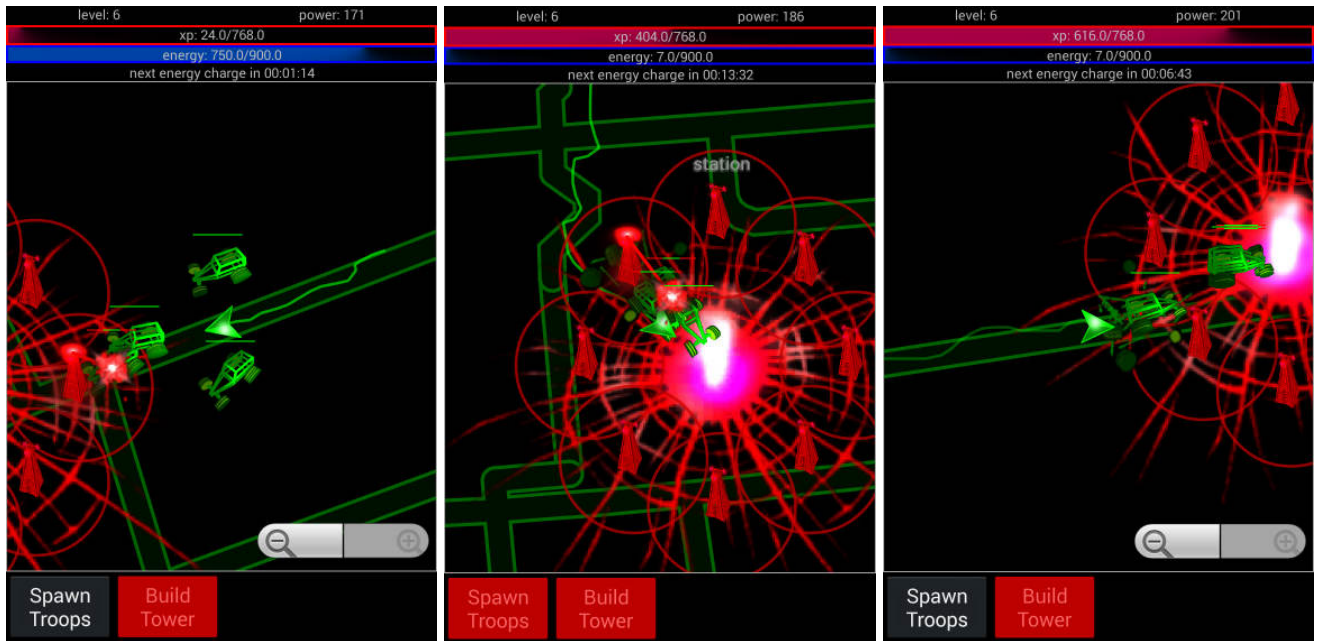 level: 6 power: 171
xp: 24.0/768.0
energy: 750.0/900.0
next energy charge in 00:01:14
Spawn
Troops
Build
Tower
level: 6 power: 186
xp: 404.0/768.0
energy: 7.0/900.0
next energy charge in 00:13:32
station
Spawn
Troops
Build
Tower
level: 6 power: 201
xp: 616.0/768.0
energy: 7.0/900.0
next energy charge in 00:06:43
Spawn
Troops
Build
Tower